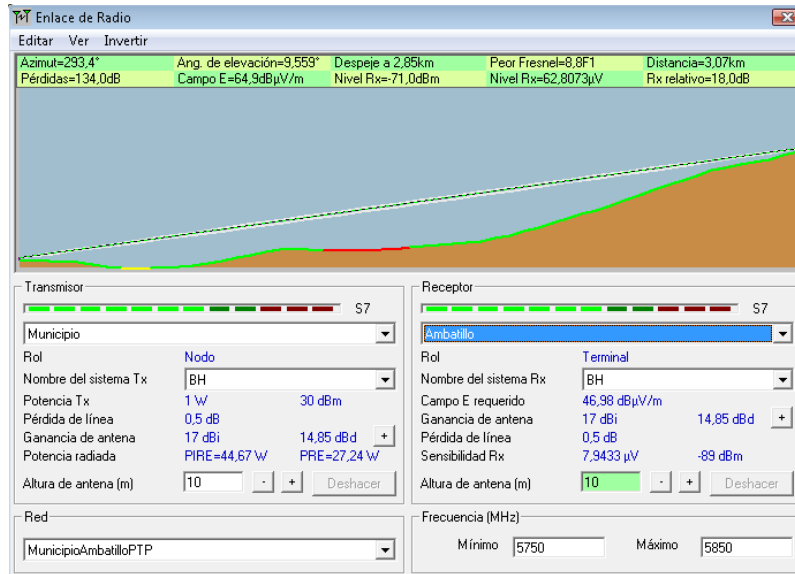 Enlace de Radio
Editar Ver Invertir
Azimut=293,4° Ang. de elevación=9,559° Despeje a 2,85km Peor Fresnel=8,8F1 Distancia=3,07km
Pérdidas=134,0dB Campo E=64,9dBµV/m Nivel Rx=-71,0dBm Nivel Rx=62,8073µV Rx relativo=18,0dB
Transmisor
S7
Municipio
Rol Nodo
Nombre del sistema Tx BH
Potencia Tx 1 W 30 dBm
Pérdida de línea 0,5 dB
Ganancia de antena 17 dBi 14,85 dBd +
Potencia radiada PIRE=44,67 W PRE=27,24 W
Altura de antena (m) 10 - + Deshacer
Receptor
S7
Ambatillo
Rol Terminal
Nombre del sistema Rx BH
Campo E requerido 46,98 dBµV/m
Ganancia de antena 17 dBi 14,85 dBd +
Pérdida de línea 0,5 dB
Sensibilidad Rx 7,9433 µV -89 dBm
Altura de antena (m) 10 - + Deshacer
Red
MunicipioAmbatilloPTP
Frecuencia (MHz)
Mínimo 5750 Máximo 5850